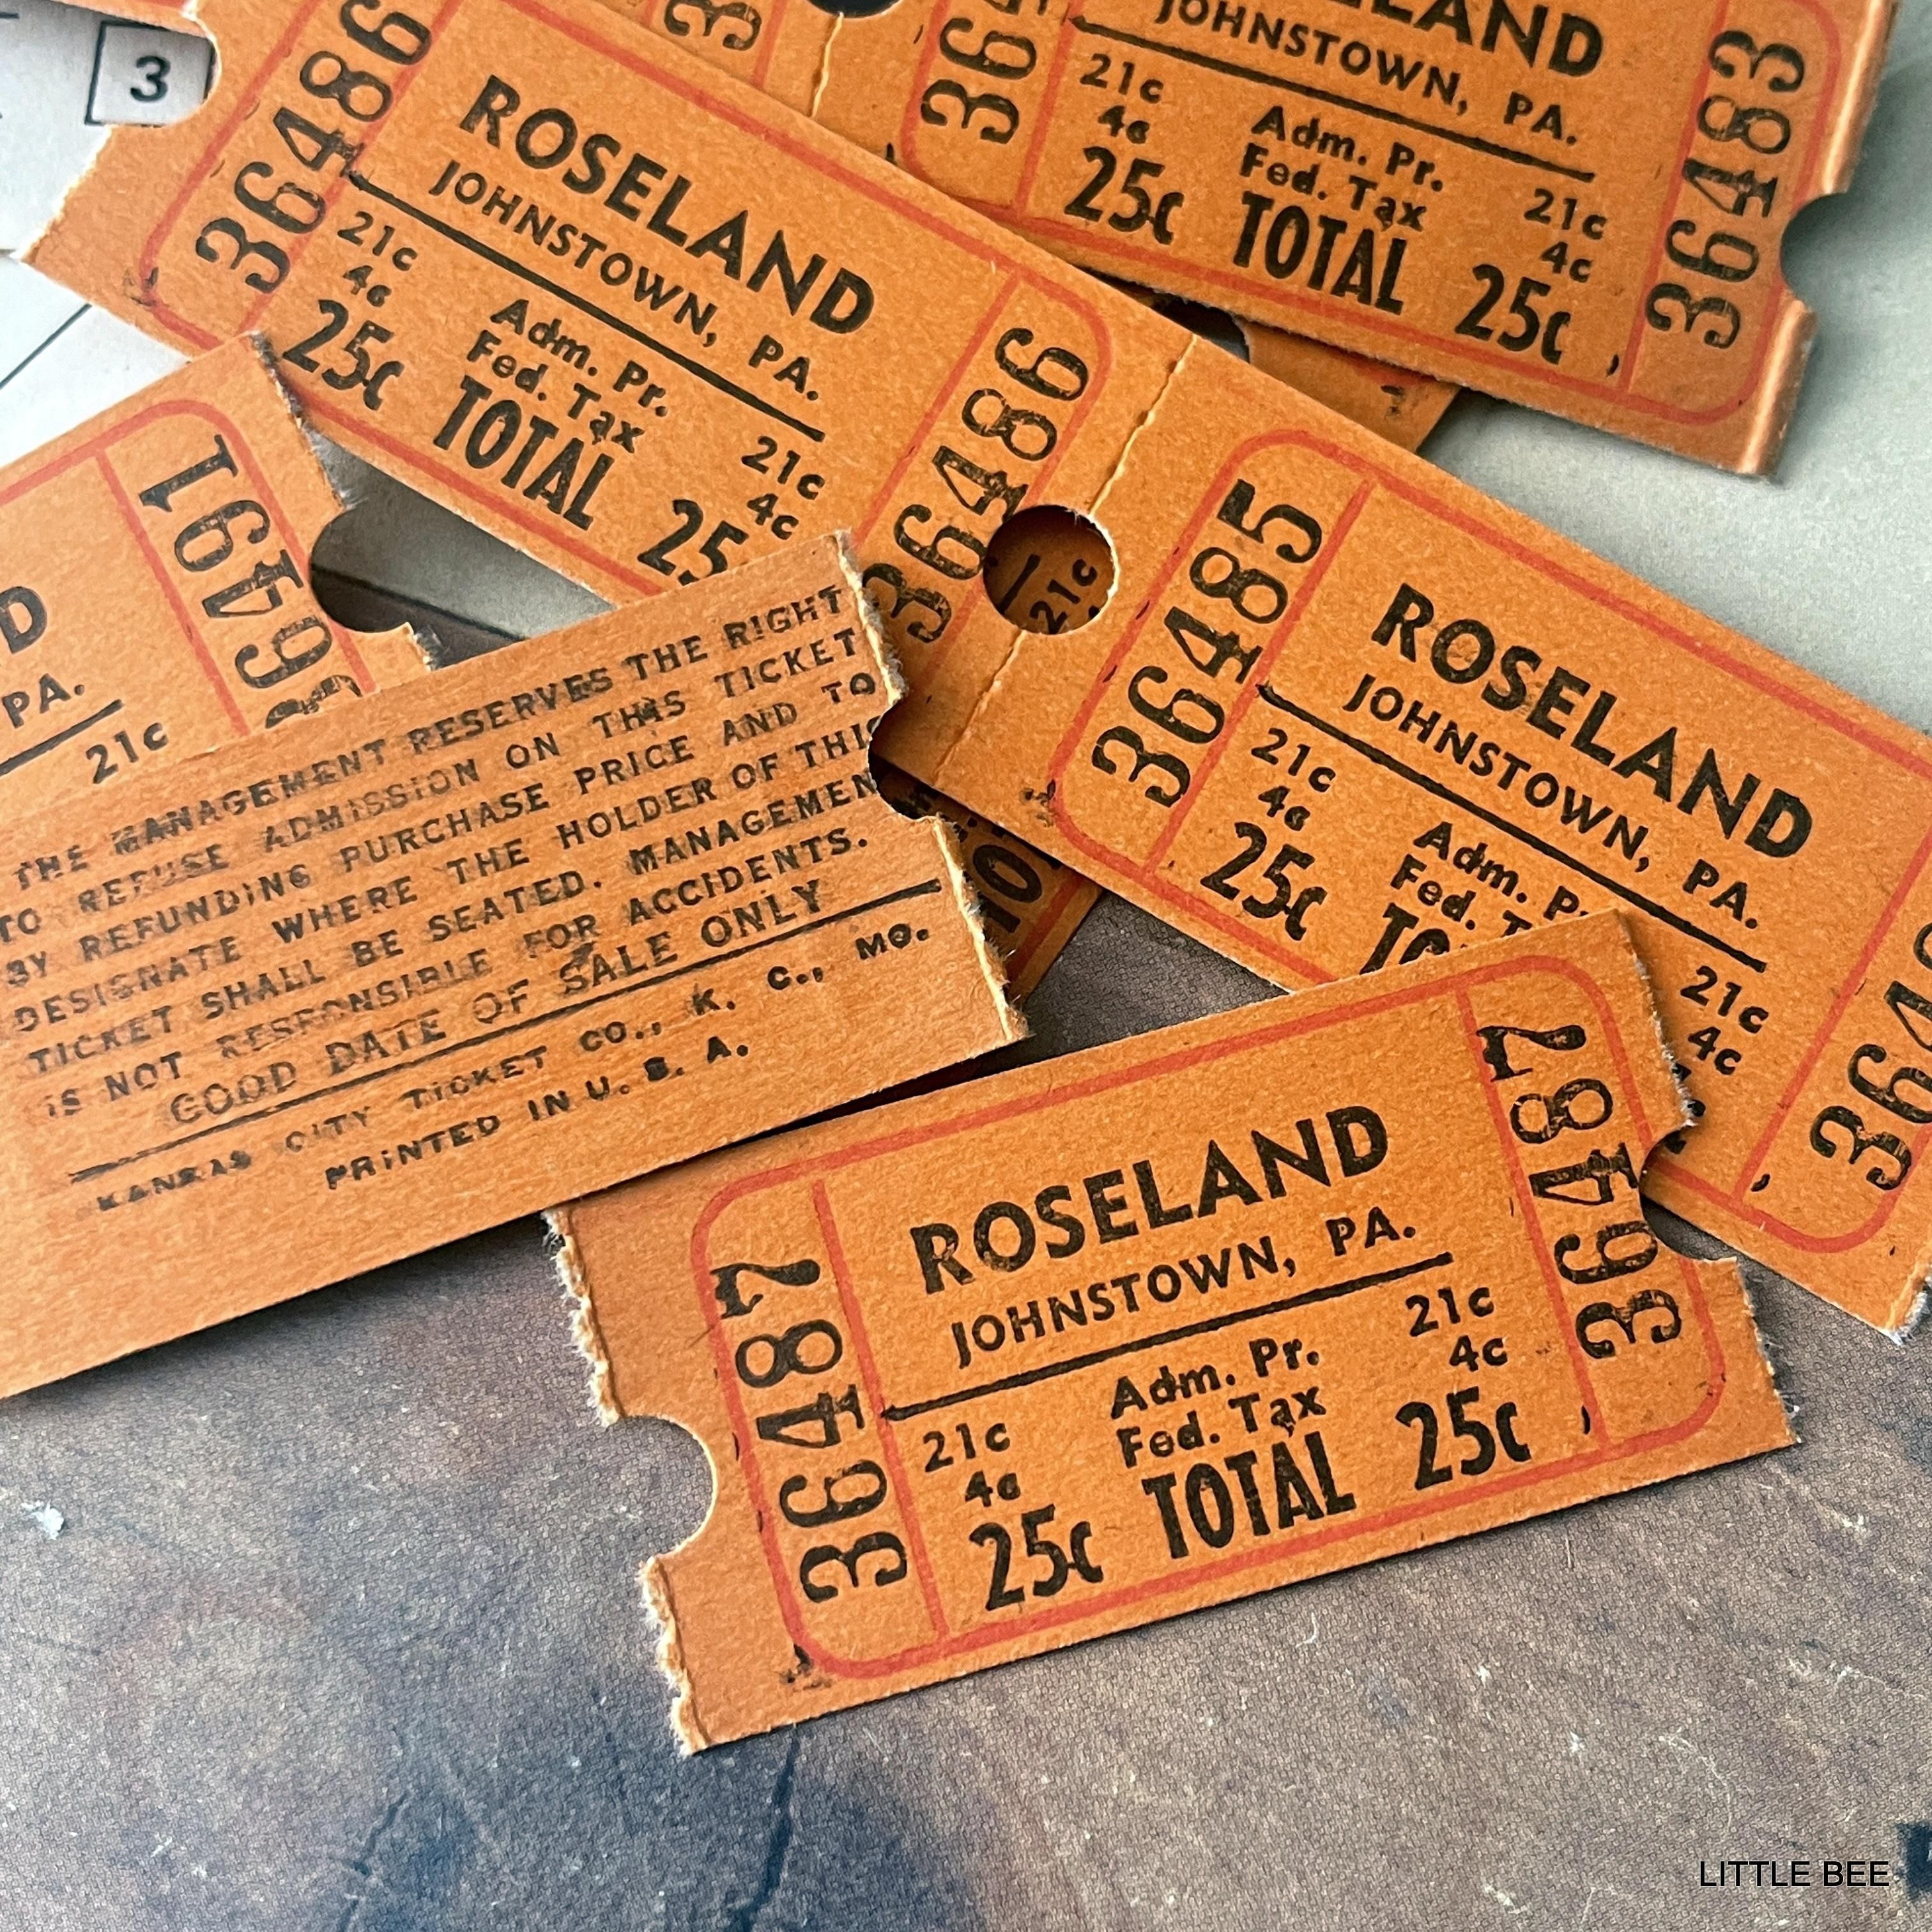 3
36486
ROSELAND
JOHNSTOWN, PA.
21c Adm. Pr. 21c
4c Fed. Tax 4c
25c TOTAL 25
36486
JOHNSTOWN, PA.
21c Adm. Pr. 21c
4c Fed. Tax 4c
25c TOTAL 25c
36483
36491
PA.
21c
21c
36485
ROSELAND
JOHNSTOWN, PA.
21c Adm. 21c
4c Fed. 4c
25c
THE MANAGEMENT RESERVES THE RIGHT
TO REFUSE ADMISSION ON THIS TICKET
BY REFUNDING PURCHASE PRICE AND TO
DESIGNATE WHERE THE HOLDER OF THIS
TICKET SHALL BE SEATED. MANAGEMEN
IS NOT RESPONSIBLE FOR ACCIDENTS.
GOOD DATE OF SALE ONLY
KANSAS CITY TICKET CO., K. C., MO.
PRINTED IN U. S. A.
36487
ROSELAND
JOHNSTOWN, PA.
21c Adm. Pr. 21c
4c Fed. Tax 4c
25c TOTAL 25c
36487
LITTLE BEE